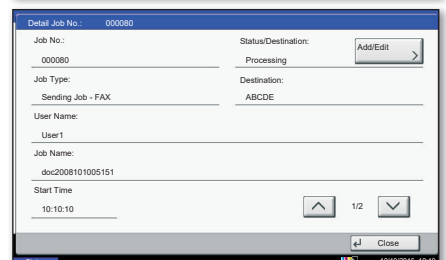 Detail Job No.: 000080
Job No.:
000080
Status/Destination:
Processing
Add/Edit
Job Type:
Sending Job - FAX
Destination:
ABCDE
User Name:
User1
Job Name:
doc2008101005151
Start Time
10:10:10
1/2
Close